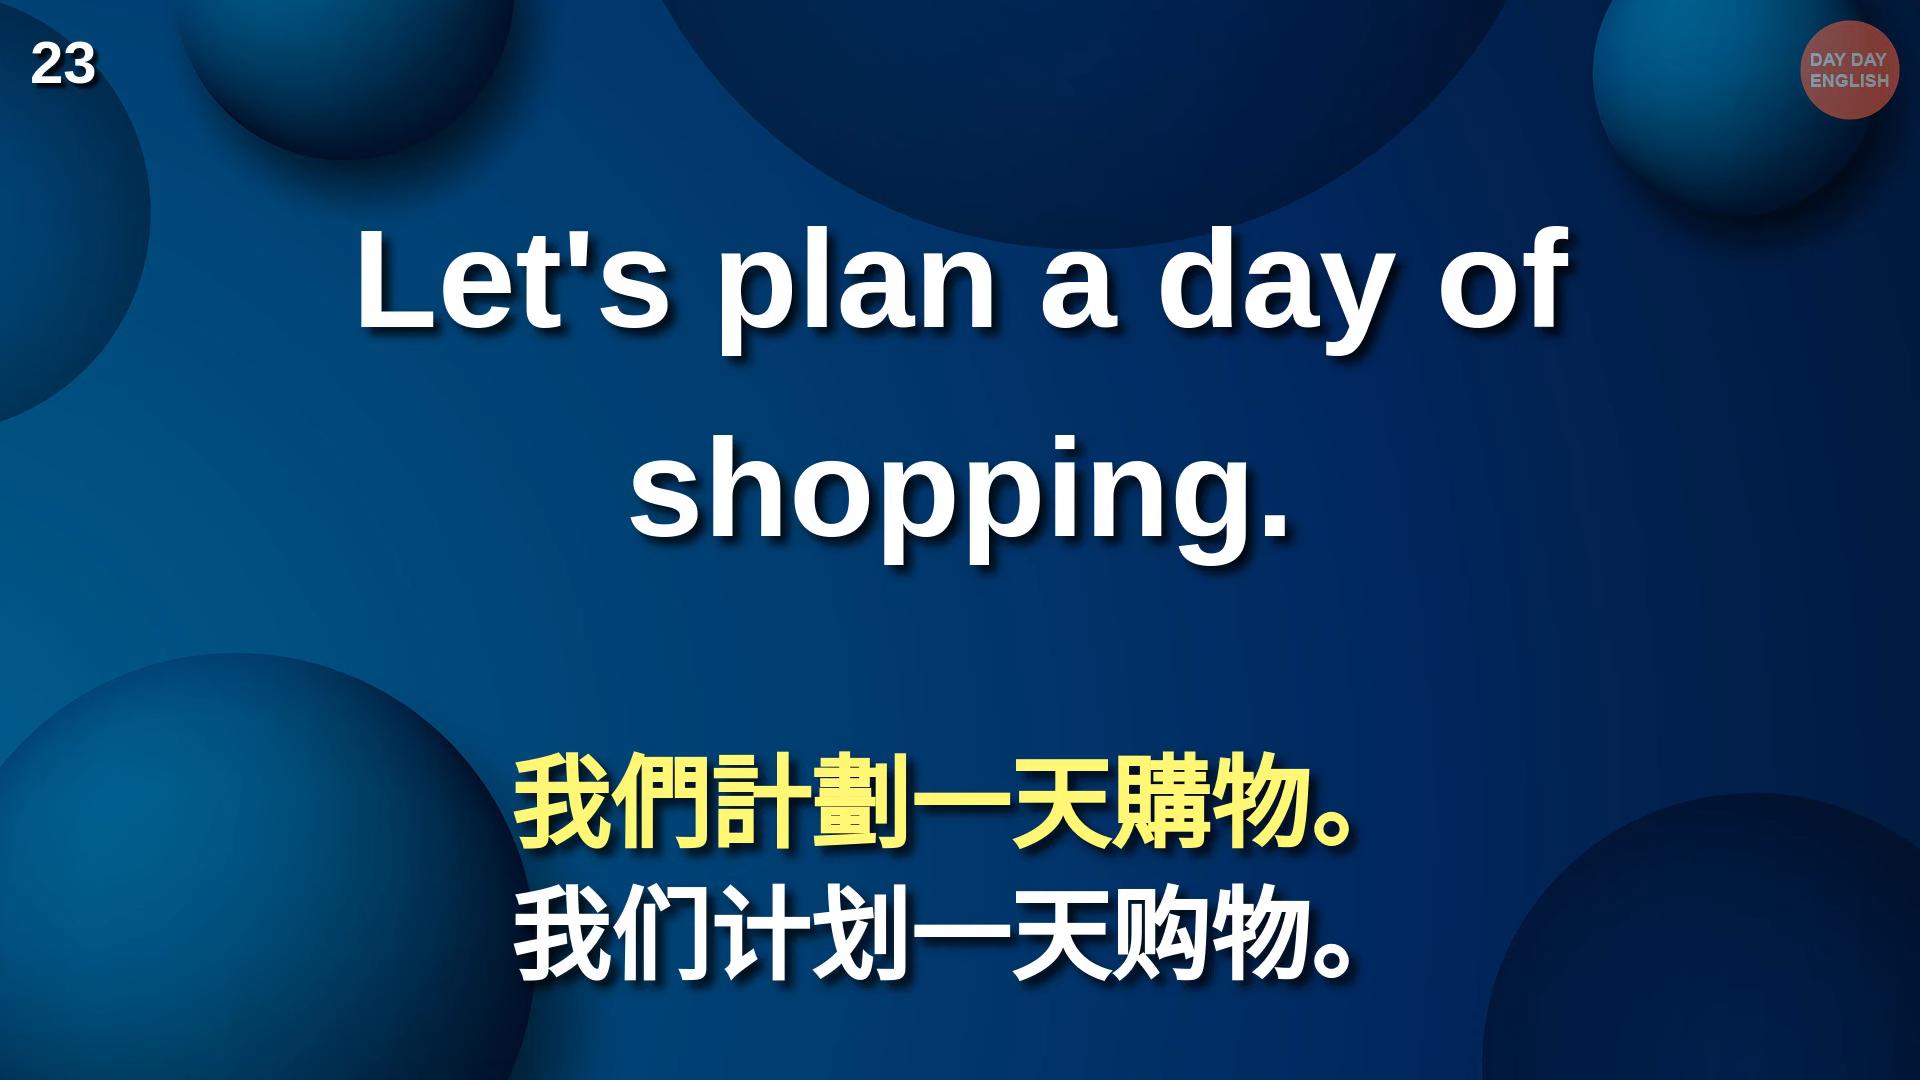 23
DAY DAY
ENGLISH
Let's plan a day of
shopping.
我們計劃一天購物。
我们计划一天购物。